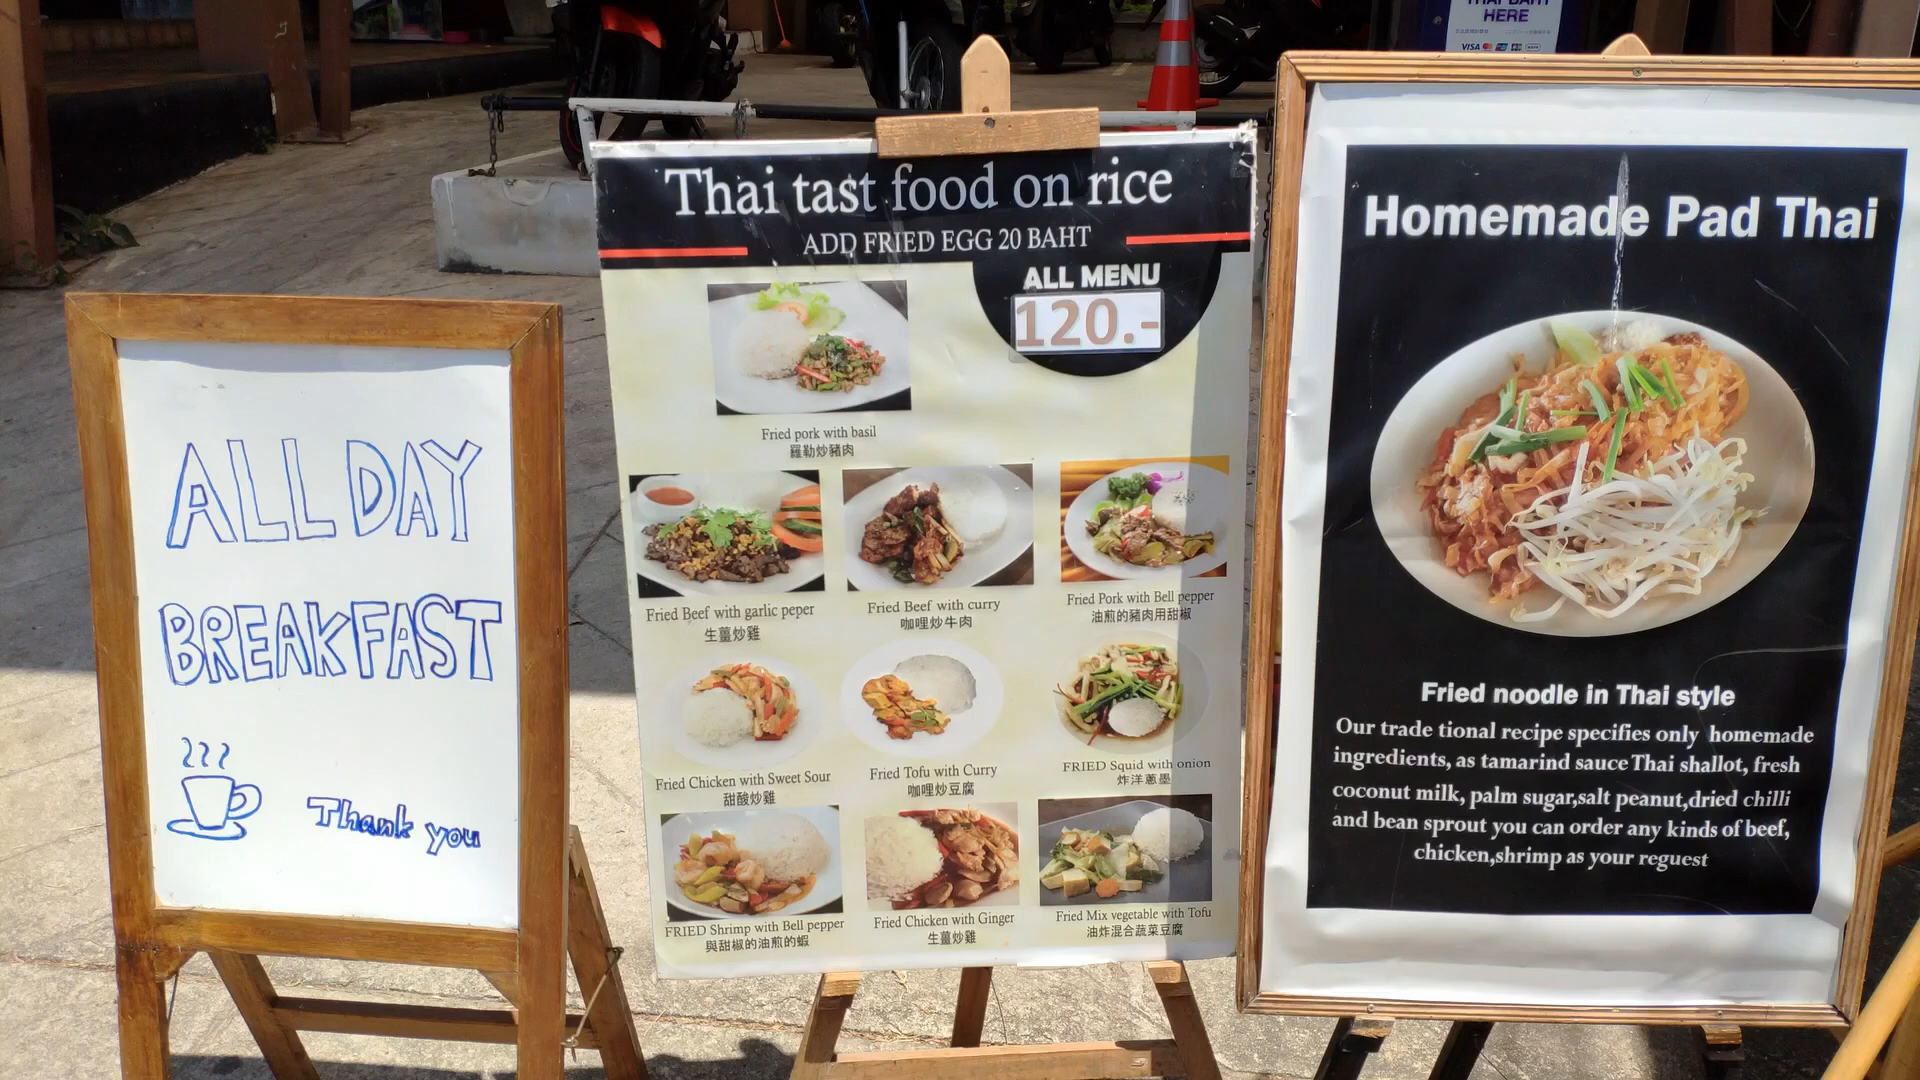 THAI BAHT
HERE
VISA
ALL DAY
BREAKFAST
Thank you
Thai tast food on rice
ADD FRIED EGG 20 BAHT
ALL MENU
120.-
Fried pork with basil
羅勒炒豬肉
Fried Beef with garlic peper
生薑炒雞
Fried Beef with curry
咖哩炒牛肉
Fried Pork with Bell pepper
油煎的豬肉用甜椒
Fried Chicken with Sweet Sour
甜酸炒雞
Fried Tofu with Curry
咖哩炒豆腐
FRIED Squid with onion
炸洋蔥墨
FRIED Shrimp with Bell pepper
與甜椒的油煎的蝦
Fried Chicken with Ginger
生薑炒雞
Fried Mix vegetable with Tofu
油炸混合蔬菜豆腐
Homemade Pad Thai
Fried noodle in Thai style
Our trade tional recipe specifies only homemade
ingredients, as tamarind sauce Thai shallot, fresh
coconut milk, palm sugar,salt peanut,dried chilli
and bean sprout you can order any kinds of beef,
chicken,shrimp as your reguest